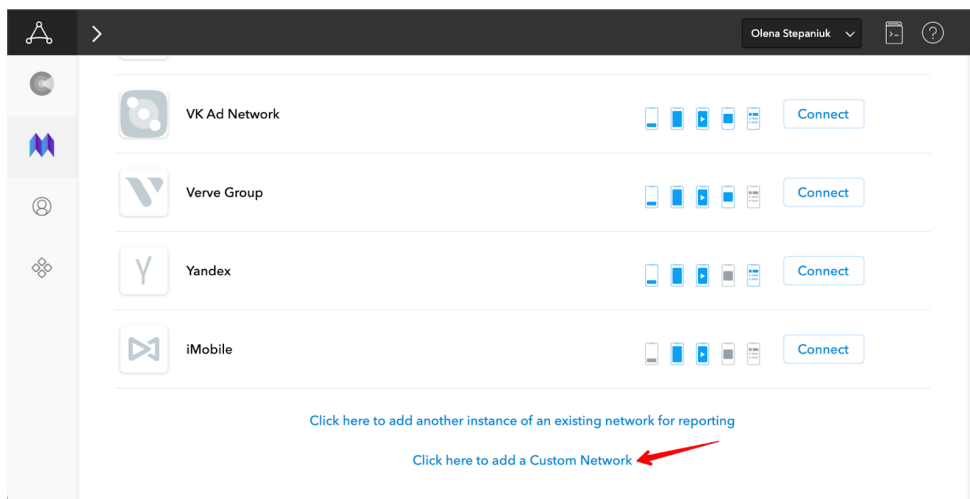 Olena Stepaniuk
VK Ad Network
Connect
Verve Group
Connect
Yandex
Connect
iMobile
Connect
Click here to add another instance of an existing network for reporting
Click here to add a Custom Network